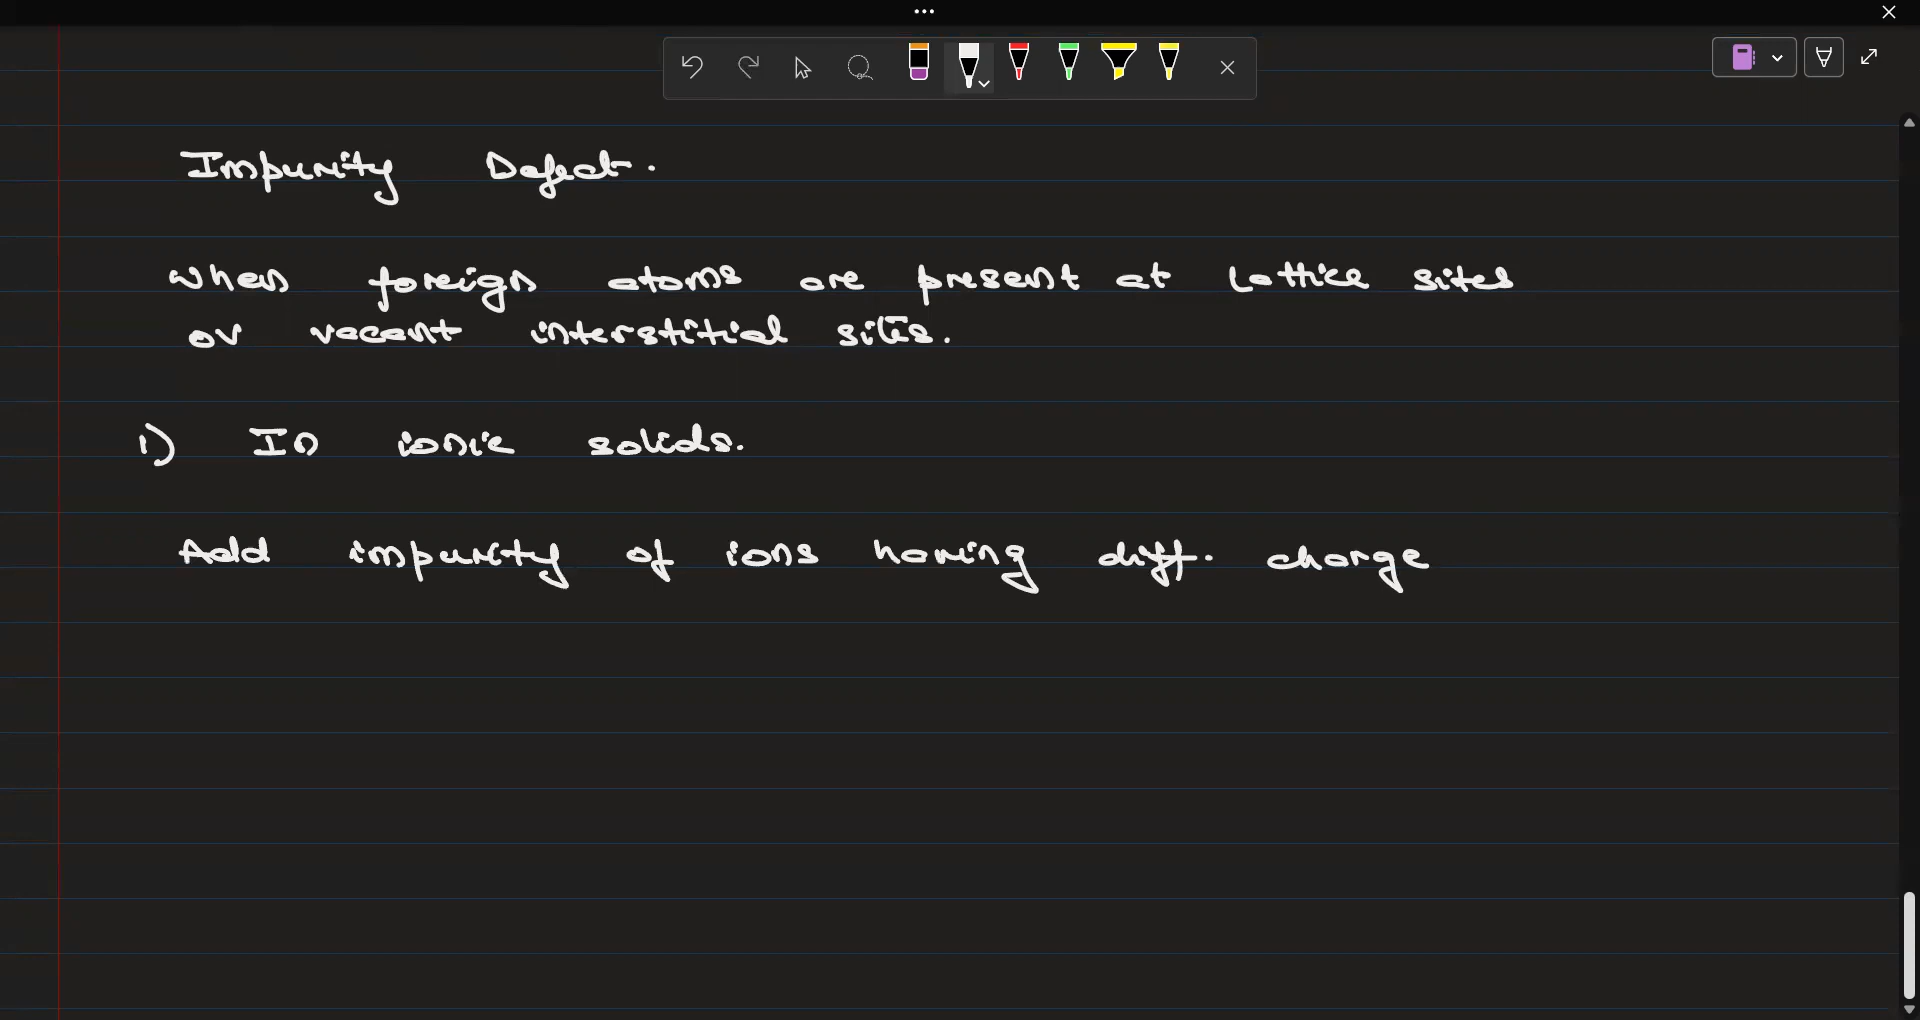 Impurity Defect.
When foreign atoms are present at Lattice sites
or vacant interstitial sites.
1) In ionic solids.
Add impurity of ions having diff. charge